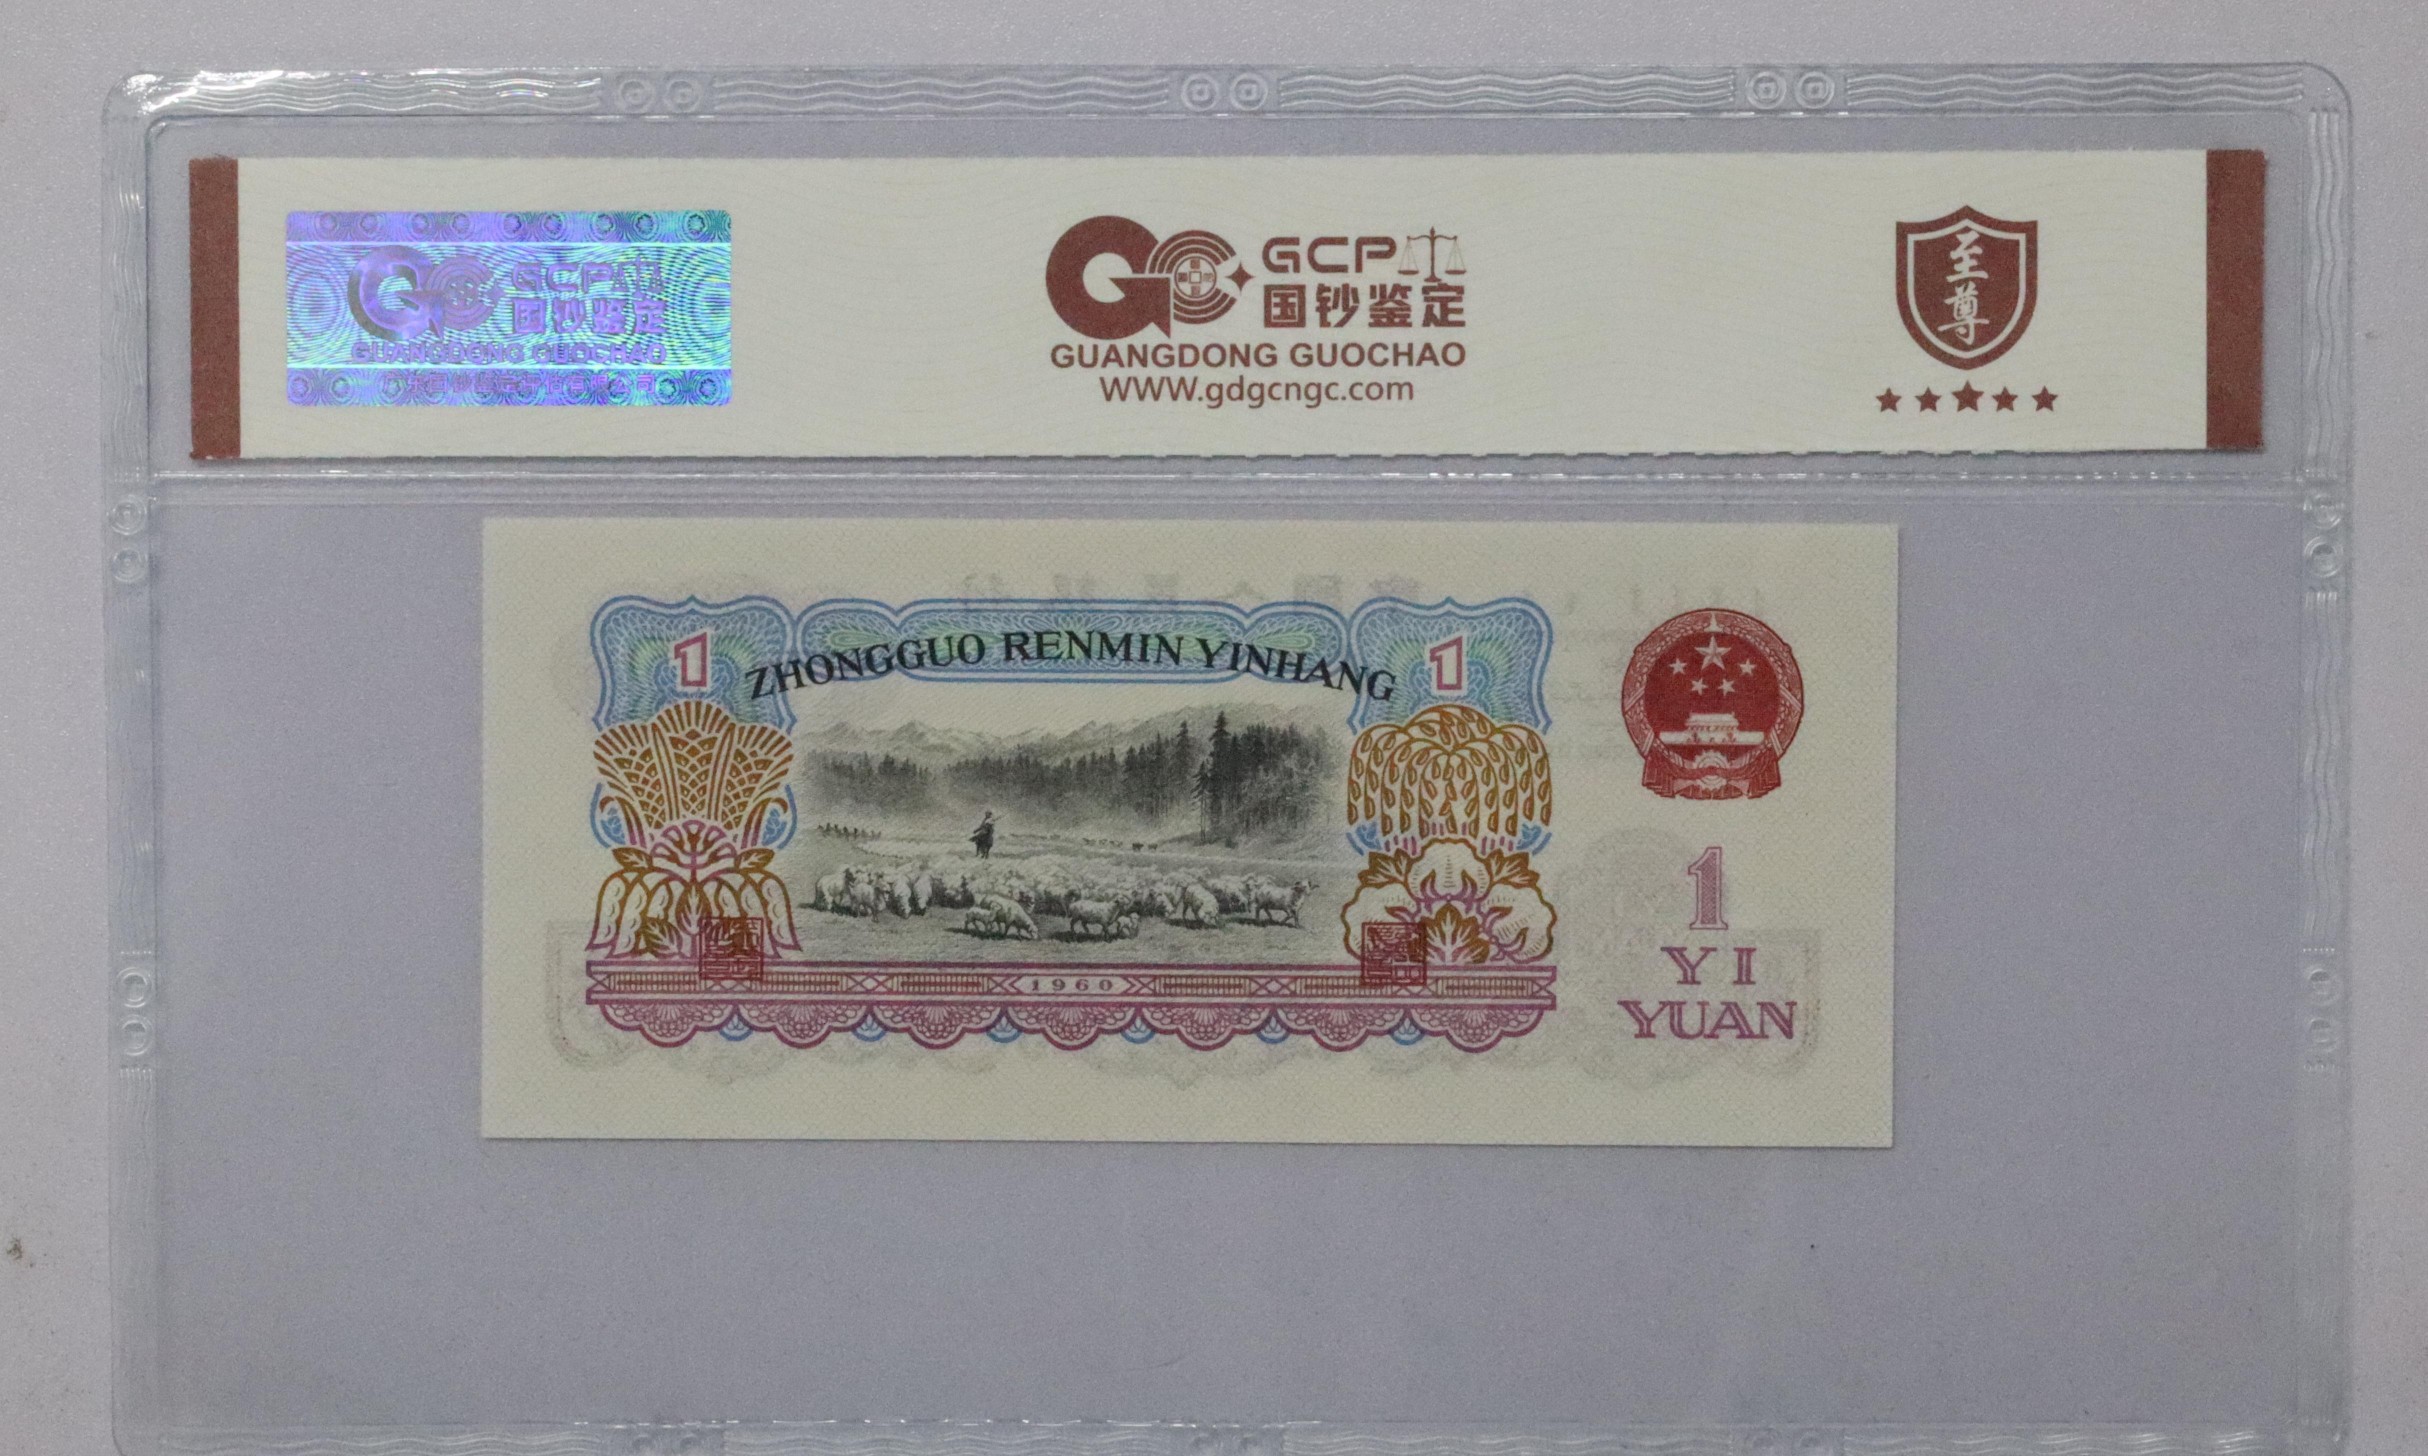 GCP
国钞鉴定
GUANGDONG GUOCHAO
GCP
国钞鉴定
GUANGDONG GUOCHAO
WWW.gdgcngc.com
至尊
1
ZHONGGUO RENMIN YINHANG
1
1960
1
YI
YUAN